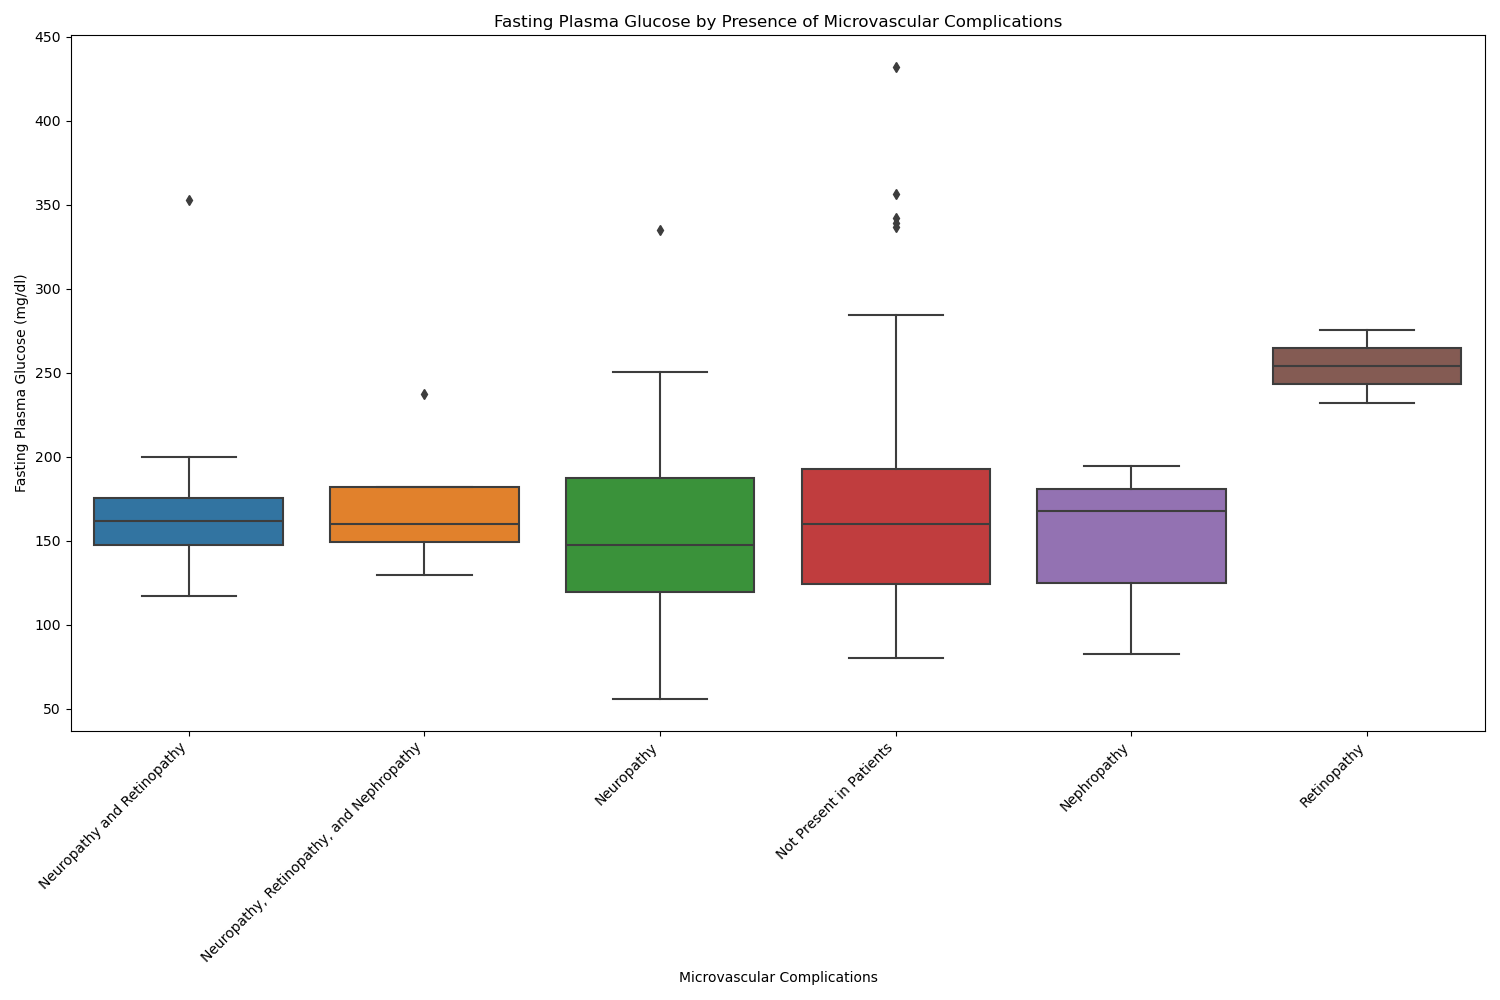 Fasting Plasma Glucose by Presence of Microvascular Complications
450
400
350
300
250
200
150
100
50
Fasting Plasma Glucose (mg/dl)
Neuropathy and Retinopathy
Neuropathy, Retinopathy, and Nephropathy
Neuropathy
Not Present in Patients
Nephropathy
Retinopathy
Microvascular Complications